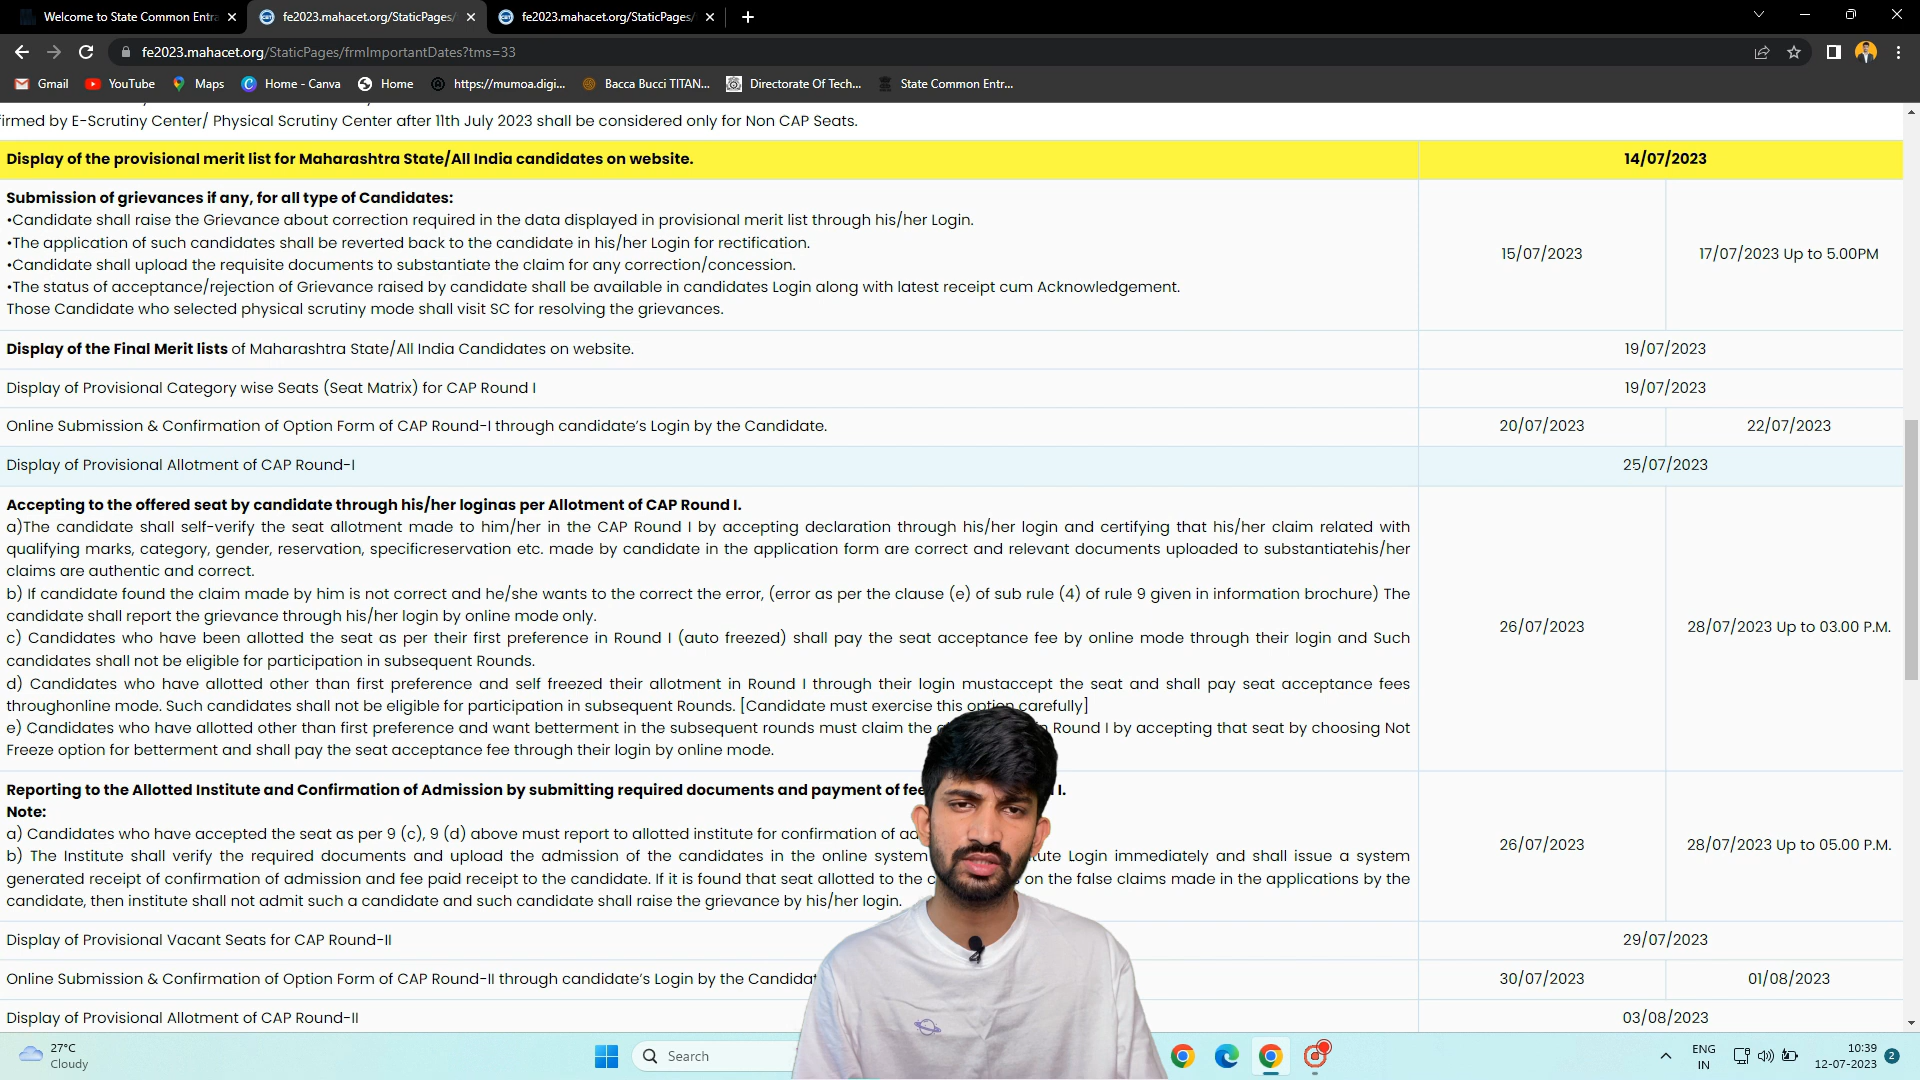 Welcome to State Common Entra
fe2023.mahacet.org/StaticPages/
fe2023.mahacet.org/StaticPages/
fe2023.mahacet.org/StaticPages/frmImportantDates?tms=33
Gmail
YouTube
Maps
Home - Canva
Home
https://mumoa.digi...
Bacca Bucci TITAN...
Directorate Of Tech...
State Common Entr...
firmed by E-Scrutiny Center/ Physical Scrutiny Center after 11th July 2023 shall be considered only for Non CAP Seats.
Display of the provisional merit list for Maharashtra State/All India candidates on website.
14/07/2023
Submission of grievances if any, for all type of Candidates:
•Candidate shall raise the Grievance about correction required in the data displayed in provisional merit list through his/her Login.
•The application of such candidates shall be reverted back to the candidate in his/her Login for rectification.
•Candidate shall upload the requisite documents to substantiate the claim for any correction/concession.
•The status of acceptance/rejection of Grievance raised by candidate shall be available in candidates Login along with latest receipt cum Acknowledgement.
Those Candidate who selected physical scrutiny mode shall visit SC for resolving the grievances.
15/07/2023
17/07/2023 Up to 5.00PM
Display of the Final Merit lists of Maharashtra State/All India Candidates on website.
19/07/2023
Display of Provisional Category wise Seats (Seat Matrix) for CAP Round I
19/07/2023
Online Submission & Confirmation of Option Form of CAP Round-I through candidate's Login by the Candidate.
20/07/2023
22/07/2023
Display of Provisional Allotment of CAP Round-I
25/07/2023
Accepting to the offered seat by candidate through his/her loginas per Allotment of CAP Round I.
a)The candidate shall self-verify the seat allotment made to him/her in the CAP Round I by accepting declaration through his/her login and certifying that his/her claim related with
qualifying marks, category, gender, reservation, specificreservation etc. made by candidate in the application form are correct and relevant documents uploaded to substantiatehis/her
claims are authentic and correct.
b) If candidate found the claim made by him is not correct and he/she wants to the correct the error, (error as per the clause (e) of sub rule (4) of rule 9 given in information brochure) The
candidate shall report the grievance through his/her login by online mode only.
c) Candidates who have been allotted the seat as per their first preference in Round I (auto freezed) shall pay the seat acceptance fee by online mode through their login and Such
candidates shall not be eligible for participation in subsequent Rounds.
d) Candidates who have allotted other than first preference and self freezed their allotment in Round I through their login mustaccept the seat and shall pay seat acceptance fees
throughonline mode. Such candidates shall not be eligible for participation in subsequent Rounds. [Candidate must exercise this option carefully]
e) Candidates who have allotted other than first preference and want betterment in the subsequent rounds must claim the Round I by accepting that seat by choosing Not
Freeze option for betterment and shall pay the seat acceptance fee through their login by online mode.
26/07/2023
28/07/2023 Up to 03.00 P.M.
Reporting to the Allotted Institute and Confirmation of Admission by submitting required documents and payment of fee I.
Note:
a) Candidates who have accepted the seat as per 9 (c), 9 (d) above must report to allotted institute for confirmation of
b) The Institute shall verify the required documents and upload the admission of the candidates in the online system Login immediately and shall issue a system
generated receipt of confirmation of admission and fee paid receipt to the candidate. If it is found that seat allotted to the on the false claims made in the applications by the
candidate, then institute shall not admit such a candidate and such candidate shall raise the grievance by his/her login.
26/07/2023
28/07/2023 Up to 05.00 P.M.
Display of Provisional Vacant Seats for CAP Round-II
29/07/2023
Online Submission & Confirmation of Option Form of CAP Round-II through candidate's Login by the Candidat
30/07/2023
01/08/2023
Display of Provisional Allotment of CAP Round-II
03/08/2023
27°C
Cloudy
Search
ENG
IN
10:39
12-07-2023
2